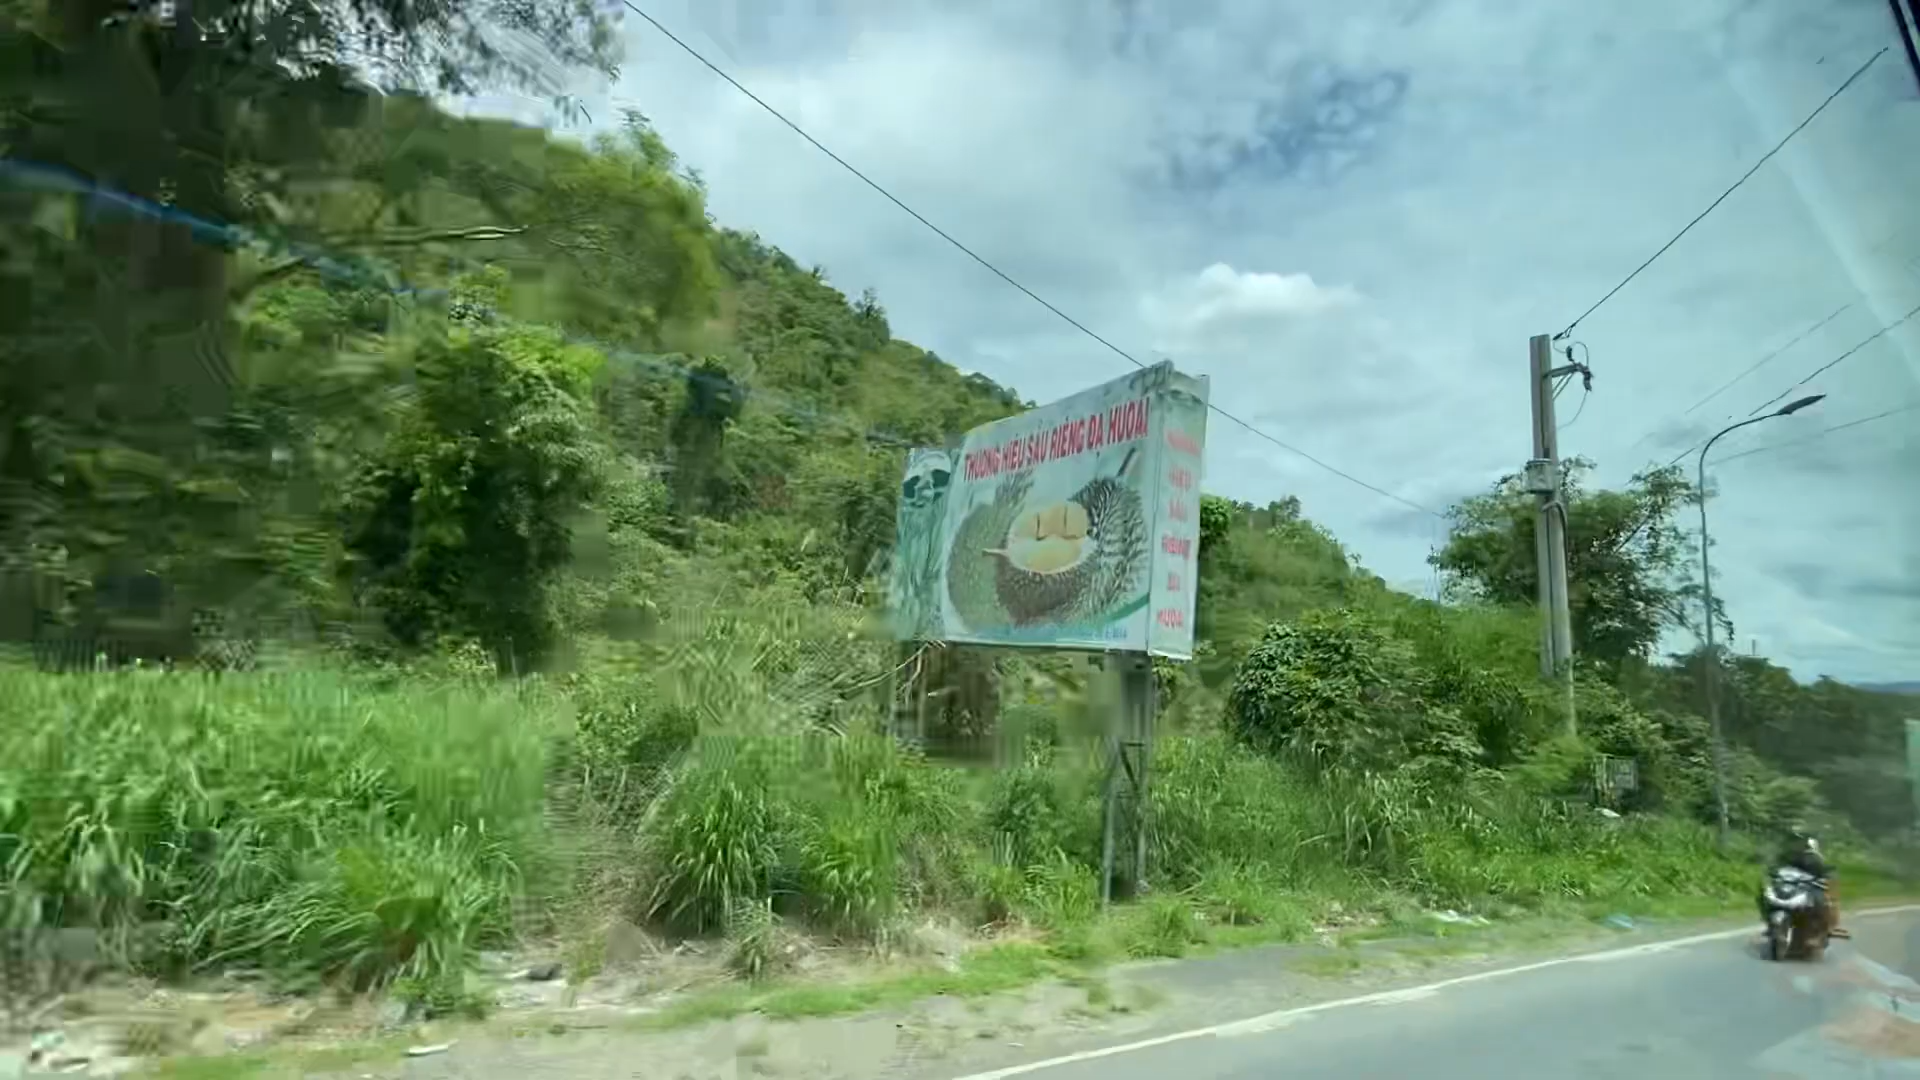 THƯƠNG HIỆU SẦU RIÊNG ĐẠ HUOAI
THƯƠNG
HIỆU
SẦU
RIÊNG
ĐẠ
HUOAI